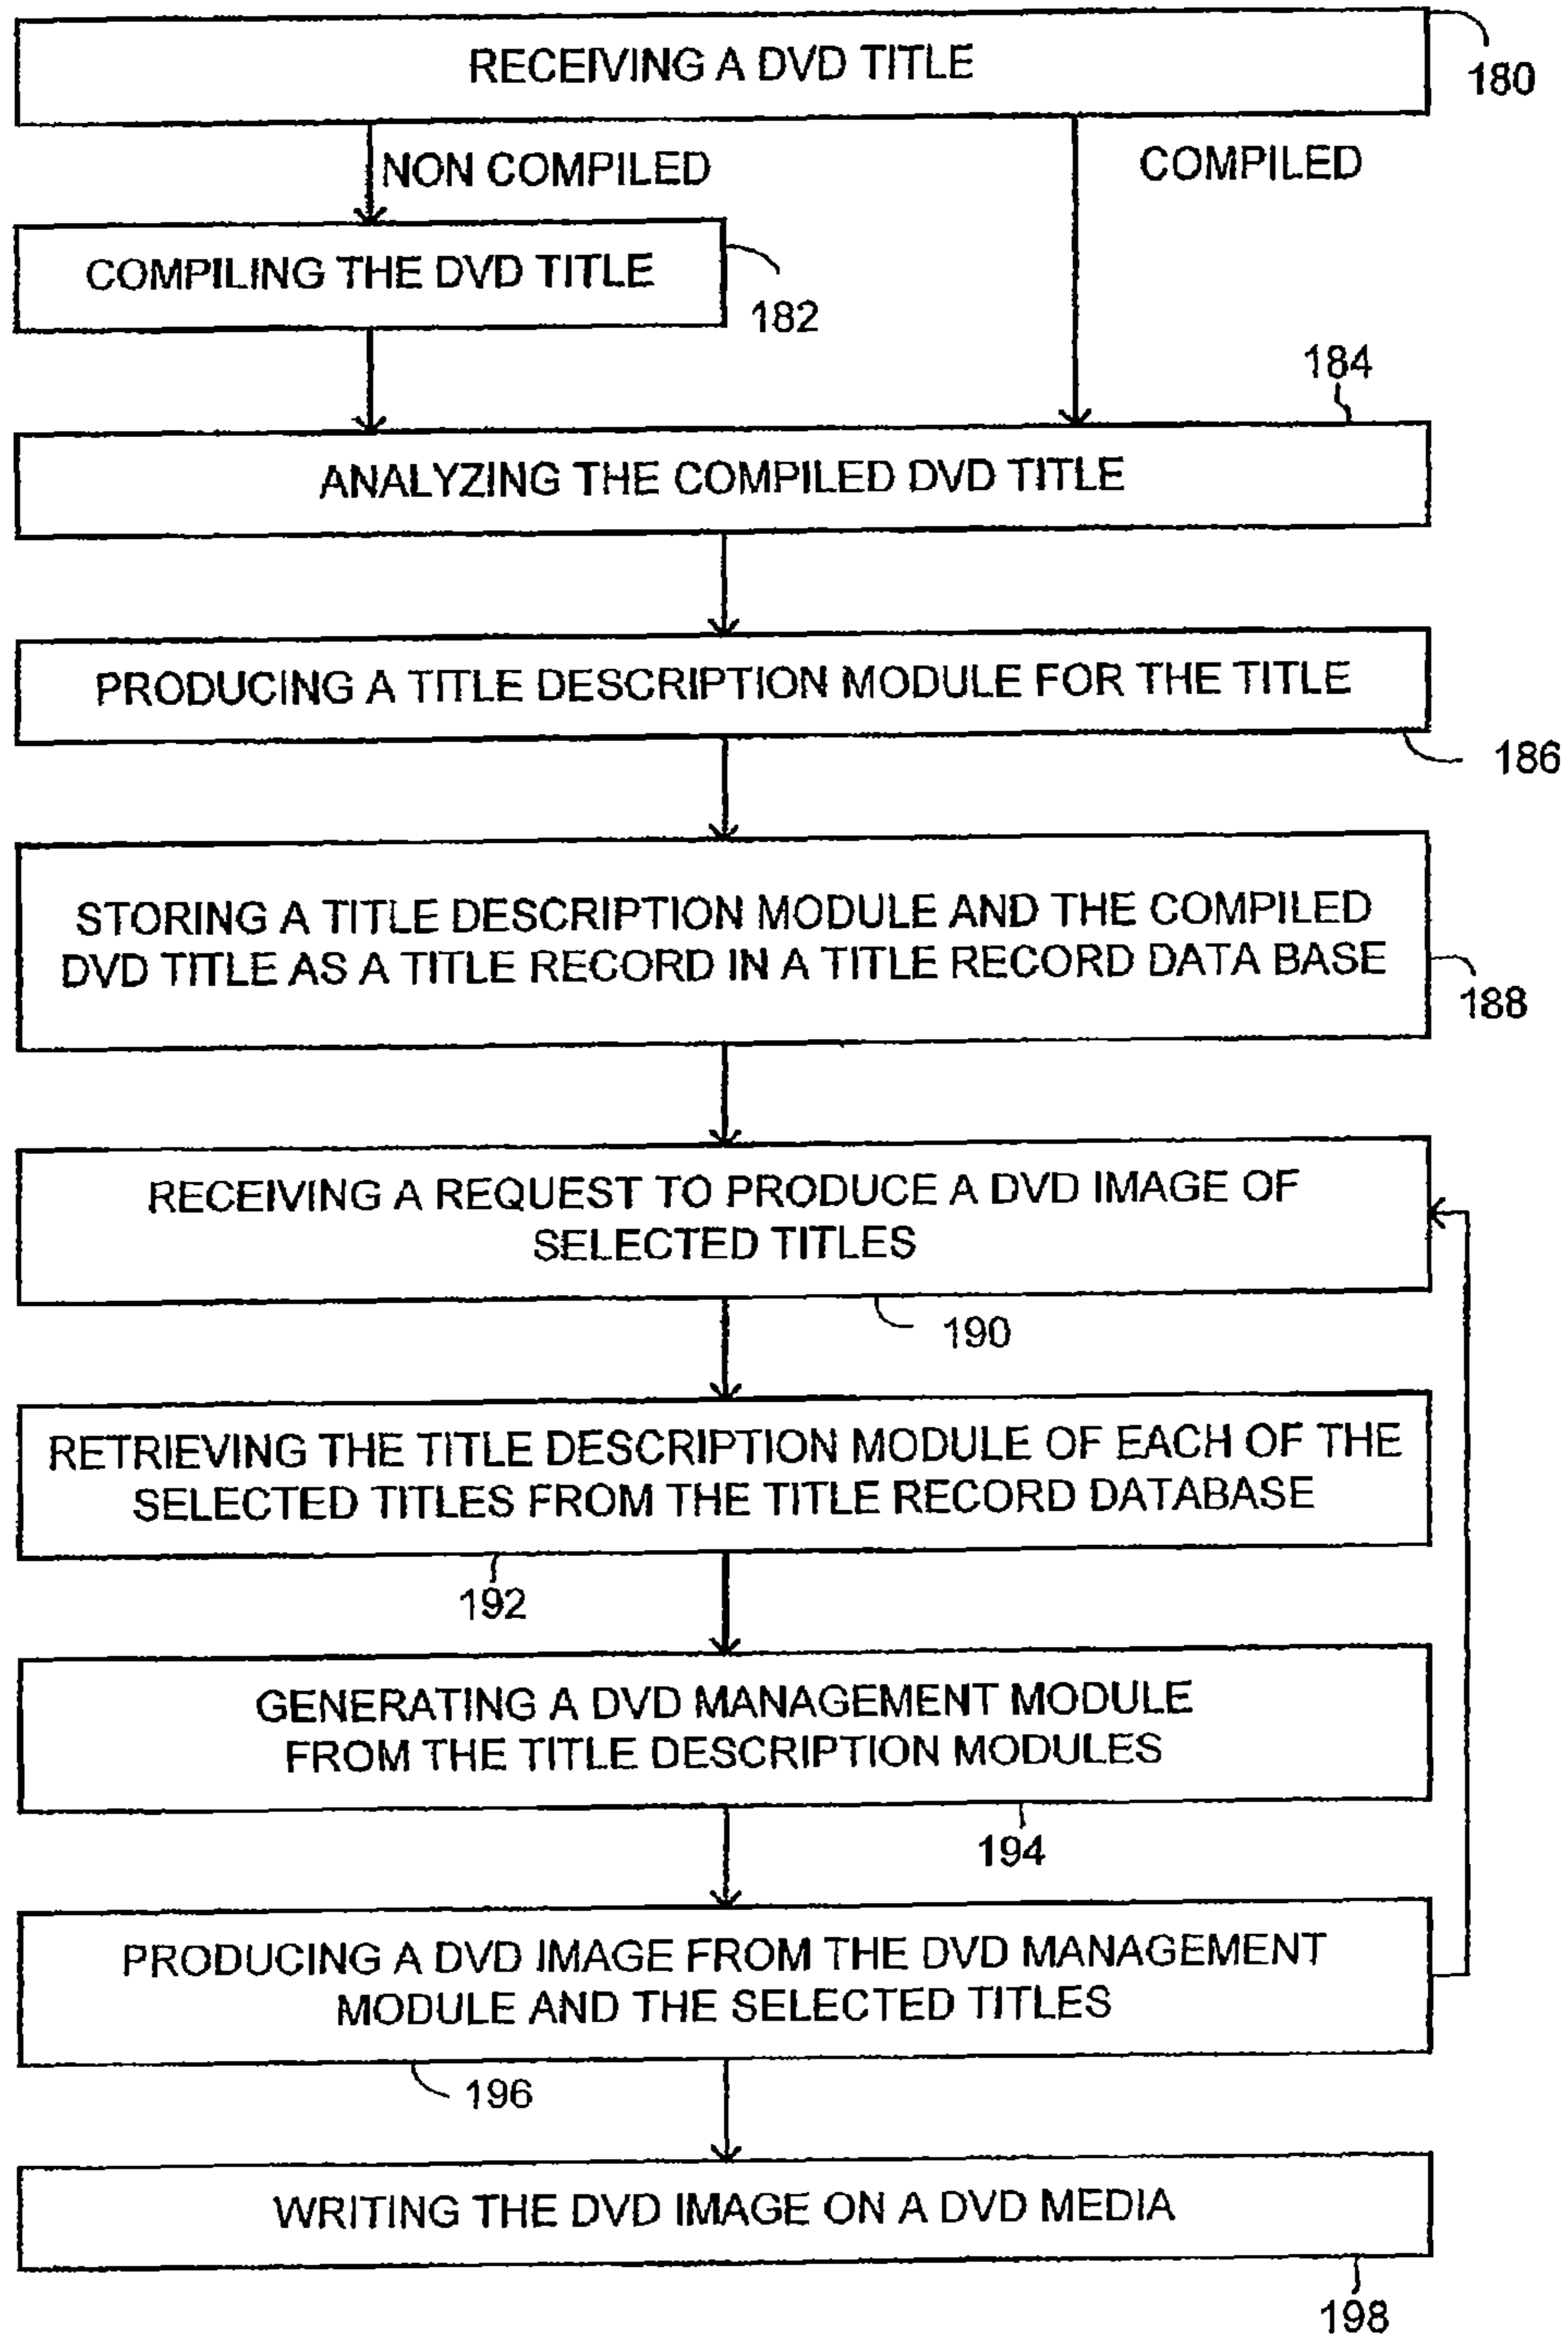 RECEIVING A DVD TITLE
180
NON COMPILED
COMPILED
COMPILING THE DVD TITLE
182
184
ANALYZING THE COMPILED DVD TITLE
PRODUCING A TITLE DESCRIPTION MODULE FOR THE TITLE
186
STORING A TITLE DESCRIPTION MODULE AND THE COMPILED
DVD TITLE AS A TITLE RECORD IN A TITLE RECORD DATA BASE
188
RECEIVING A REQUEST TO PRODUCE A DVD IMAGE OF
SELECTED TITLES
190
RETRIEVING THE TITLE DESCRIPTION MODULE OF EACH OF THE
SELECTED TITLES FROM THE TITLE RECORD DATABASE
192
GENERATING A DVD MANAGEMENT MODULE
FROM THE TITLE DESCRIPTION MODULES
194
PRODUCING A DVD IMAGE FROM THE DVD MANAGEMENT
MODULE AND THE SELECTED TITLES
196
WRITING THE DVD IMAGE ON A DVD MEDIA
198